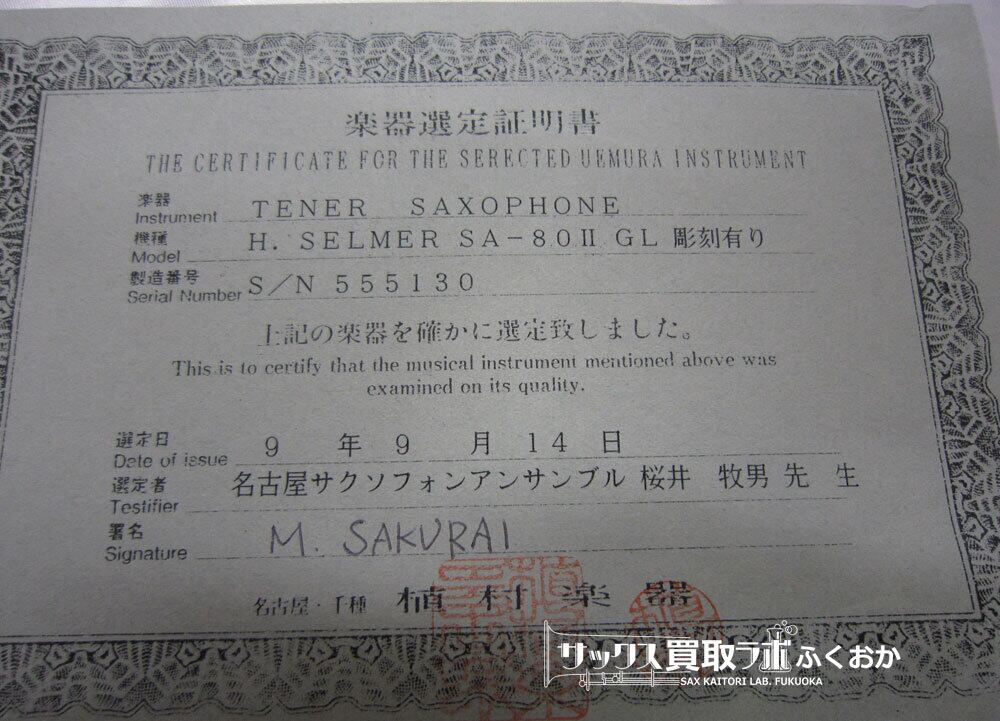 楽器選定証明書
THE CERTIFICATE FOR THE SERECTED UEMURA INSTRUMENT
楽器
Instrument TENER SAXOPHONE
機種
Model H. SELMER SA-80II GL 彫刻有り
製造番号
Serial Number S/N 555130
上記の楽器を確かに選定致しました。
This is to certify that the musical instrument mentioned above was
examined on its quality.
選定日
Date of issue 9 年 9 月 14 日
選定者
Testifier 名古屋サクソフォンアンサンブル 桜井 牧男 先 生
署名
Signature M. SAKURAI
名古屋・千種 植村楽器
サックス買取ラボふくおか
SAX KAITORI LAB. FUKUOKA